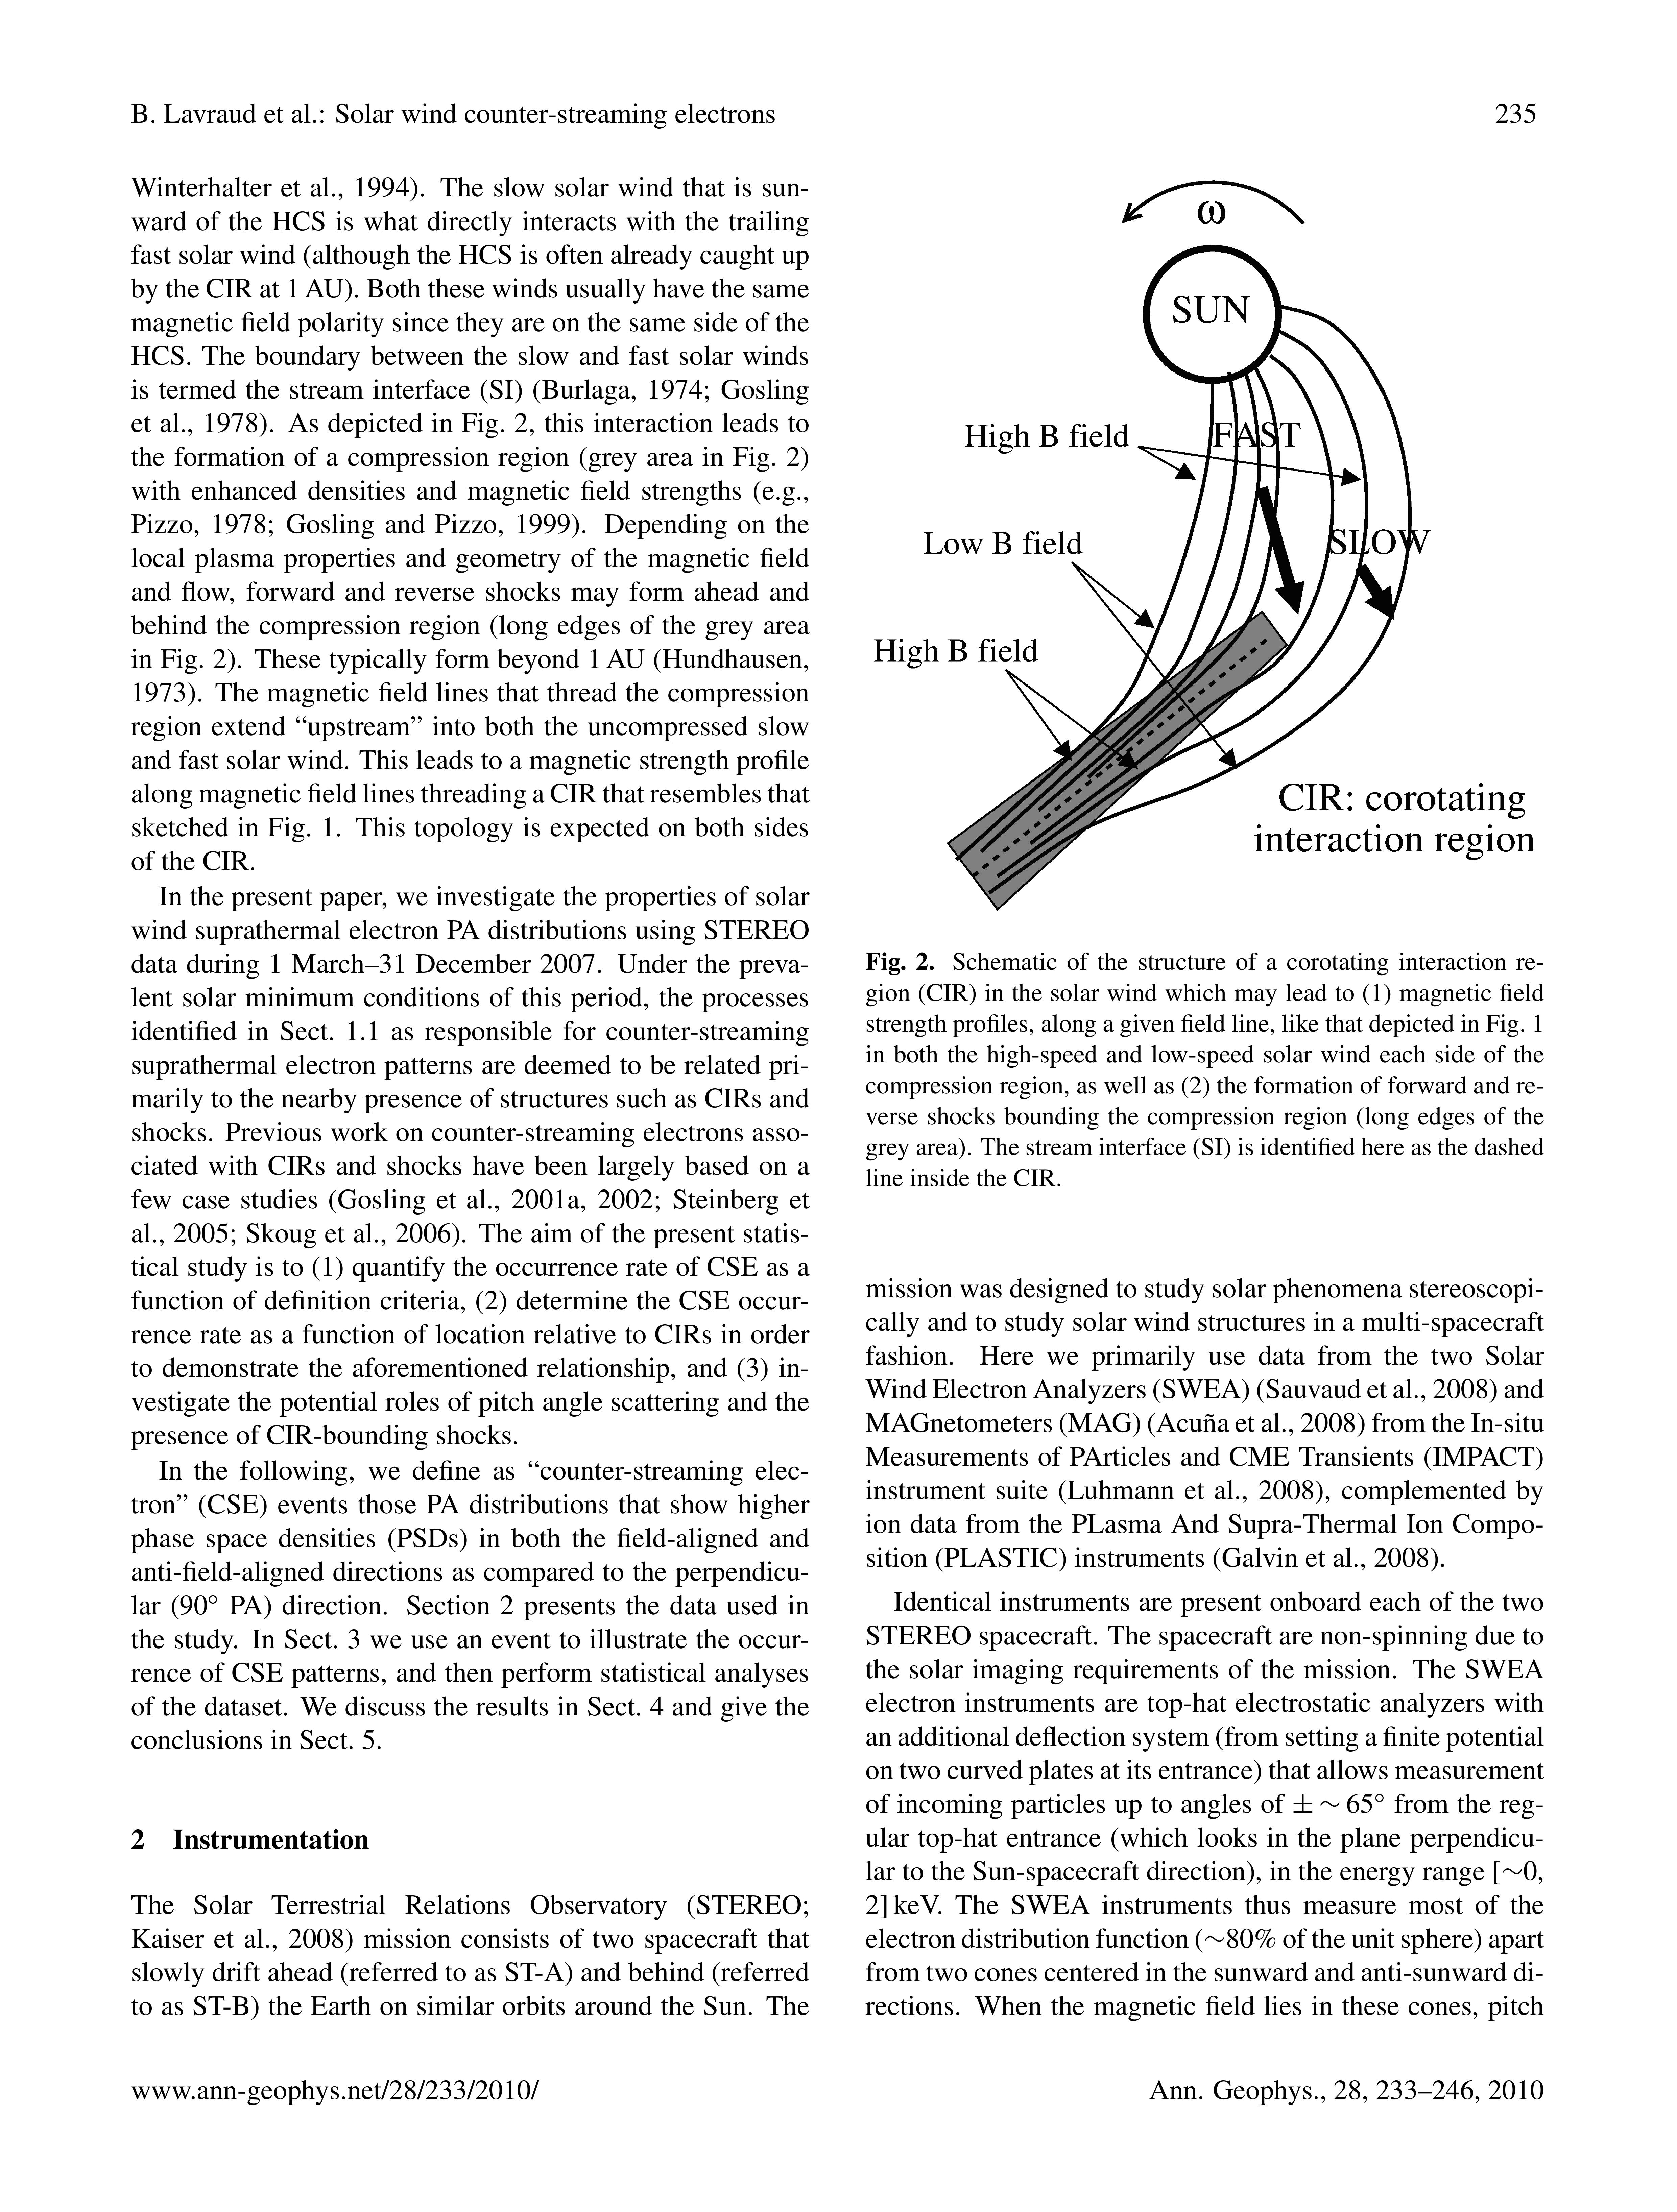 B. Lavraud et al.: Solar wind counter-streaming electrons
235
Winterhalter et al., 1994). The slow solar wind that is sun-
ward of the HCS is what directly interacts with the trailing
fast solar wind (although the HCS is often already caught up
by the CIR at 1 AU). Both these winds usually have the same
magnetic field polarity since they are on the same side of the
HCS. The boundary between the slow and fast solar winds
is termed the stream interface (SI) (Burlaga, 1974; Gosling
et al., 1978). As depicted in Fig. 2, this interaction leads to
the formation of a compression region (grey area in Fig. 2)
with enhanced densities and magnetic field strengths (e.g.,
Pizzo, 1978; Gosling and Pizzo, 1999). Depending on the
local plasma properties and geometry of the magnetic field
and flow, forward and reverse shocks may form ahead and
behind the compression region (long edges of the grey area
in Fig. 2). These typically form beyond 1 AU (Hundhausen,
1973). The magnetic field lines that thread the compression
region extend “upstream” into both the uncompressed slow
and fast solar wind. This leads to a magnetic strength profile
along magnetic field lines threading a CIR that resembles that
sketched in Fig. 1. This topology is expected on both sides
of the CIR.
In the present paper, we investigate the properties of solar
wind suprathermal electron PA distributions using STEREO
data during 1 March–31 December 2007. Under the preva-
lent solar minimum conditions of this period, the processes
identified in Sect. 1.1 as responsible for counter-streaming
suprathermal electron patterns are deemed to be related pri-
marily to the nearby presence of structures such as CIRs and
shocks. Previous work on counter-streaming electrons asso-
ciated with CIRs and shocks have been largely based on a
few case studies (Gosling et al., 2001a, 2002; Steinberg et
al., 2005; Skoug et al., 2006). The aim of the present statis-
tical study is to (1) quantify the occurrence rate of CSE as a
function of definition criteria, (2) determine the CSE occur-
rence rate as a function of location relative to CIRs in order
to demonstrate the aforementioned relationship, and (3) in-
vestigate the potential roles of pitch angle scattering and the
presence of CIR-bounding shocks.
In the following, we define as “counter-streaming elec-
tron” (CSE) events those PA distributions that show higher
phase space densities (PSDs) in both the field-aligned and
anti-field-aligned directions as compared to the perpendicu-
lar (90° PA) direction. Section 2 presents the data used in
the study. In Sect. 3 we use an event to illustrate the occur-
rence of CSE patterns, and then perform statistical analyses
of the dataset. We discuss the results in Sect. 4 and give the
conclusions in Sect. 5.
2 Instrumentation
The Solar Terrestrial Relations Observatory (STEREO;
Kaiser et al., 2008) mission consists of two spacecraft that
slowly drift ahead (referred to as ST-A) and behind (referred
to as ST-B) the Earth on similar orbits around the Sun. The
ω
SUN
High B field
FAST
Low B field
SLOW
High B field
CIR: corotating
interaction region
Fig. 2. Schematic of the structure of a corotating interaction re-
gion (CIR) in the solar wind which may lead to (1) magnetic field
strength profiles, along a given field line, like that depicted in Fig. 1
in both the high-speed and low-speed solar wind each side of the
compression region, as well as (2) the formation of forward and re-
verse shocks bounding the compression region (long edges of the
grey area). The stream interface (SI) is identified here as the dashed
line inside the CIR.
mission was designed to study solar phenomena stereoscopi-
cally and to study solar wind structures in a multi-spacecraft
fashion. Here we primarily use data from the two Solar
Wind Electron Analyzers (SWEA) (Sauvaud et al., 2008) and
MAGnetometers (MAG) (Acuña et al., 2008) from the In-situ
Measurements of PArticles and CME Transients (IMPACT)
instrument suite (Luhmann et al., 2008), complemented by
ion data from the PLasma And Supra-Thermal Ion Compo-
sition (PLASTIC) instruments (Galvin et al., 2008).
Identical instruments are present onboard each of the two
STEREO spacecraft. The spacecraft are non-spinning due to
the solar imaging requirements of the mission. The SWEA
electron instruments are top-hat electrostatic analyzers with
an additional deflection system (from setting a finite potential
on two curved plates at its entrance) that allows measurement
of incoming particles up to angles of ± ∼ 65° from the reg-
ular top-hat entrance (which looks in the plane perpendicu-
lar to the Sun-spacecraft direction), in the energy range [∼0,
2] keV. The SWEA instruments thus measure most of the
electron distribution function (∼80% of the unit sphere) apart
from two cones centered in the sunward and anti-sunward di-
rections. When the magnetic field lies in these cones, pitch
www.ann-geophys.net/28/233/2010/
Ann. Geophys., 28, 233–246, 2010